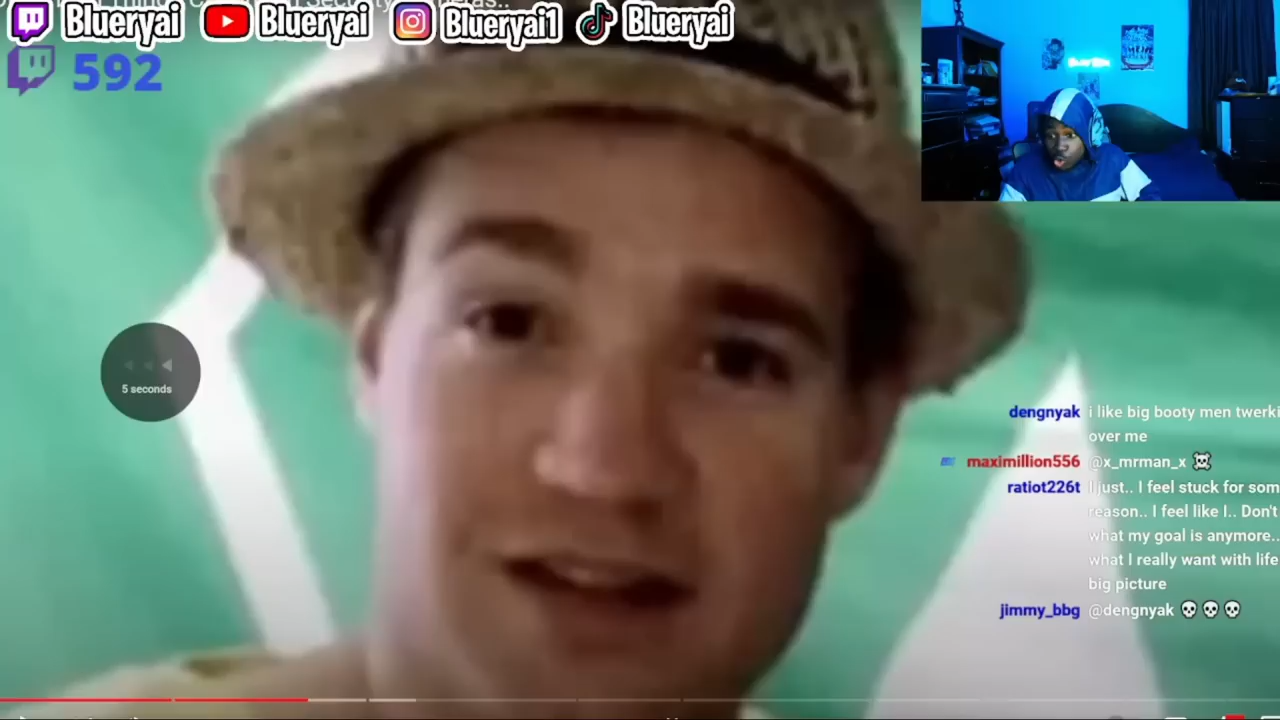 Blueryai Blueryai Blueryai1 Blueryai
592
5 seconds
dengnyak i like big booty men twerki
over me
maximillion556 @x_mrman_x ☠
ratiot226t I just.. I feel stuck for som
reason.. I feel like I.. Don't
what my goal is anymore..
what I really want with life
big picture
jimmy_bbg @dengnyak 💀💀💀